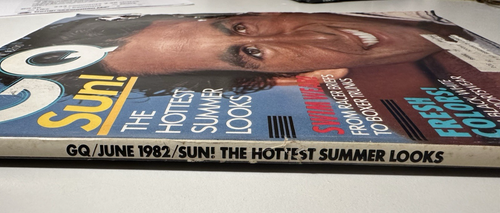 GQ
Sun!
THE
HOTTEST
SUMMER
LOOKS
SWIMWEAR
FROM BRIEFS
TO BOXER TRUNKS
FRESH
COLORS!
GQ/JUNE 1982/SUN! THE HOTTEST SUMMER LOOKS